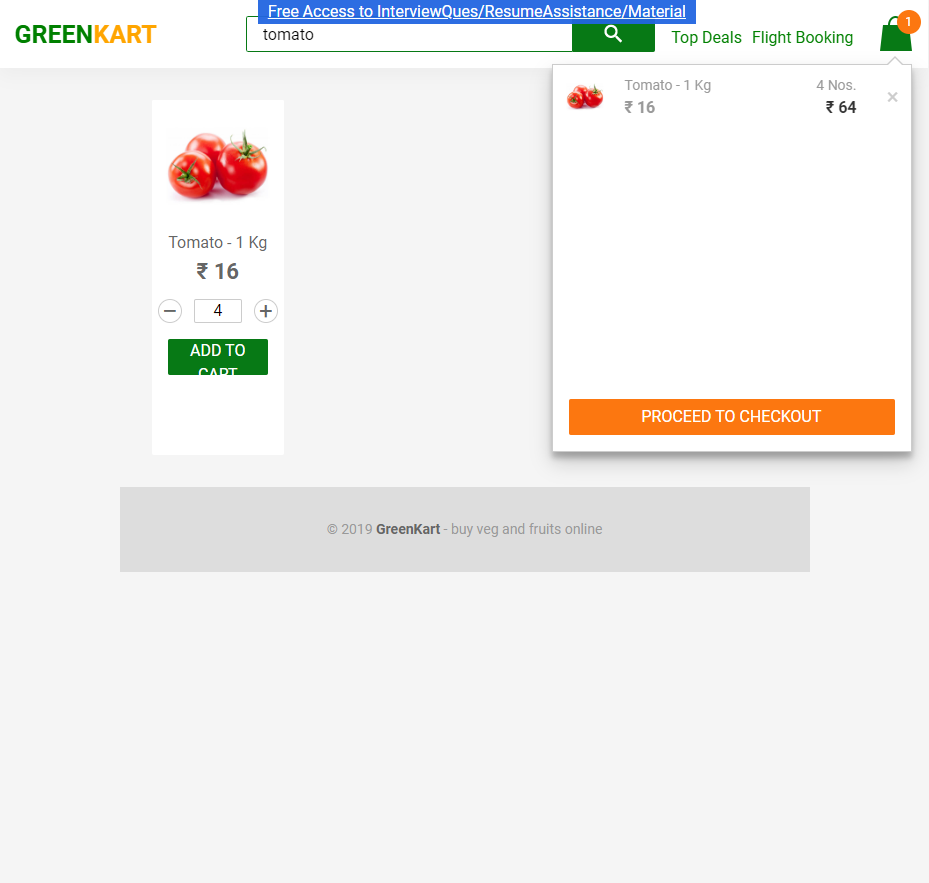 Free Access to InterviewQues/ResumeAssistance/Material
GREENKART
tomato
Top Deals
Flight Booking
1
Tomato - 1 Kg
4 Nos.
₹ 16
₹ 64
×
PROCEED TO CHECKOUT
Tomato - 1 Kg
₹ 16
− 4 +
ADD TO
CART
© 2019 GreenKart - buy veg and fruits online